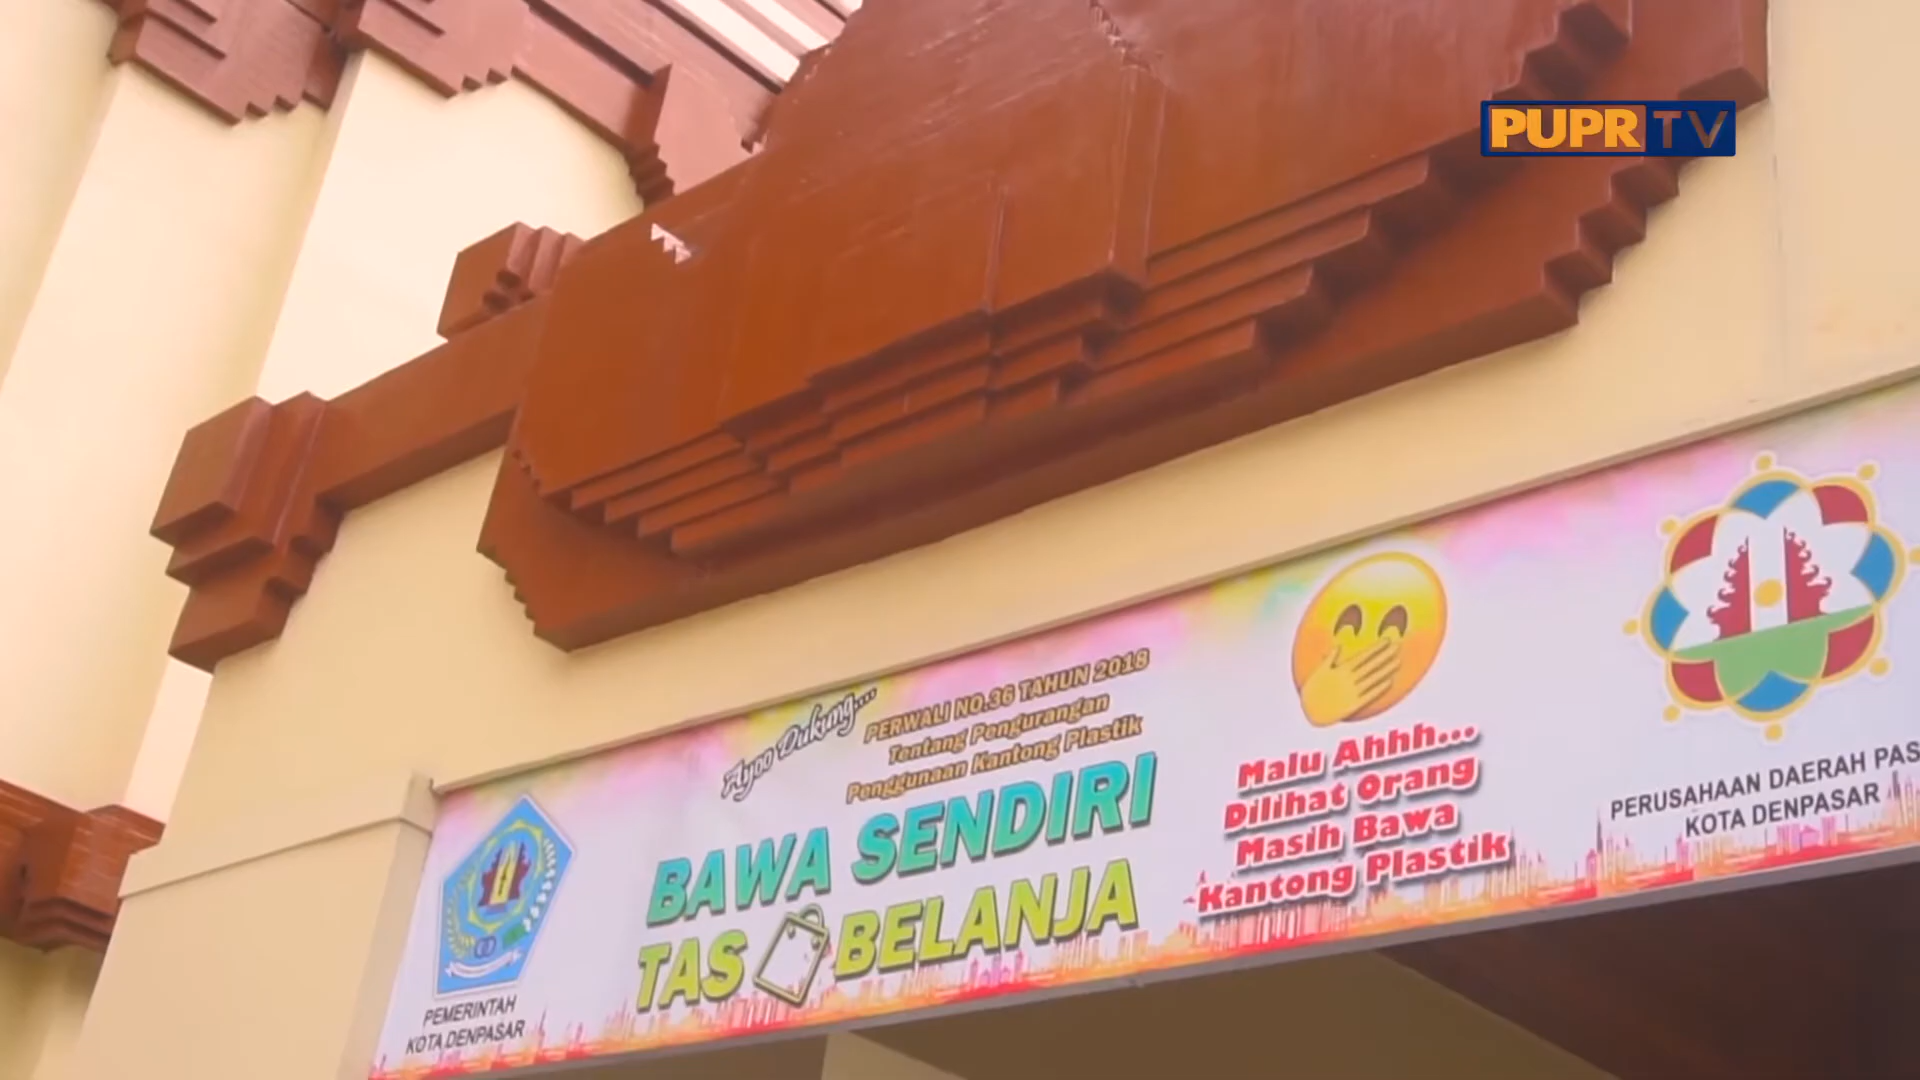 PUPR TV
Ayoo Dukung....
PERWALI NO.36 TAHUN 2018
Tentang Pengurangan
Penggunaan Kantong Plastik
BAWA SENDIRI
TAS BELANJA
Malu Ahhh...
Dilihat Orang
Masih Bawa
Kantong Plastik
PEMERINTAH
KOTA DENPASAR
PERUSAHAAN DAERAH PAS
KOTA DENPASAR